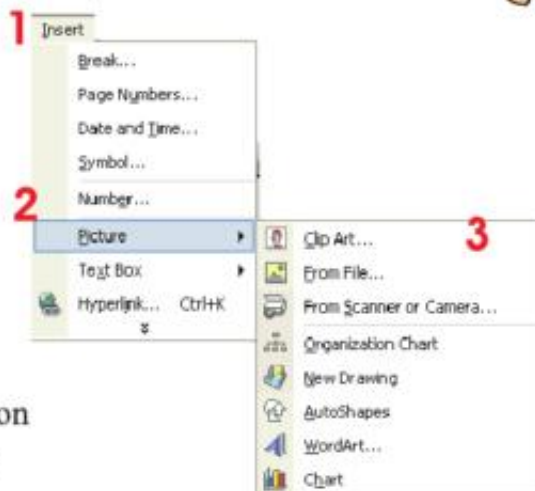 1 Insert
Break...
Page Numbers...
Date and Time...
Symbol...
Number...
2
Picture
Text Box
Hyperlink... Ctrl+K
3
Clip Art...
From File...
From Scanner or Camera...
Organization Chart
New Drawing
AutoShapes
WordArt...
Chart
on